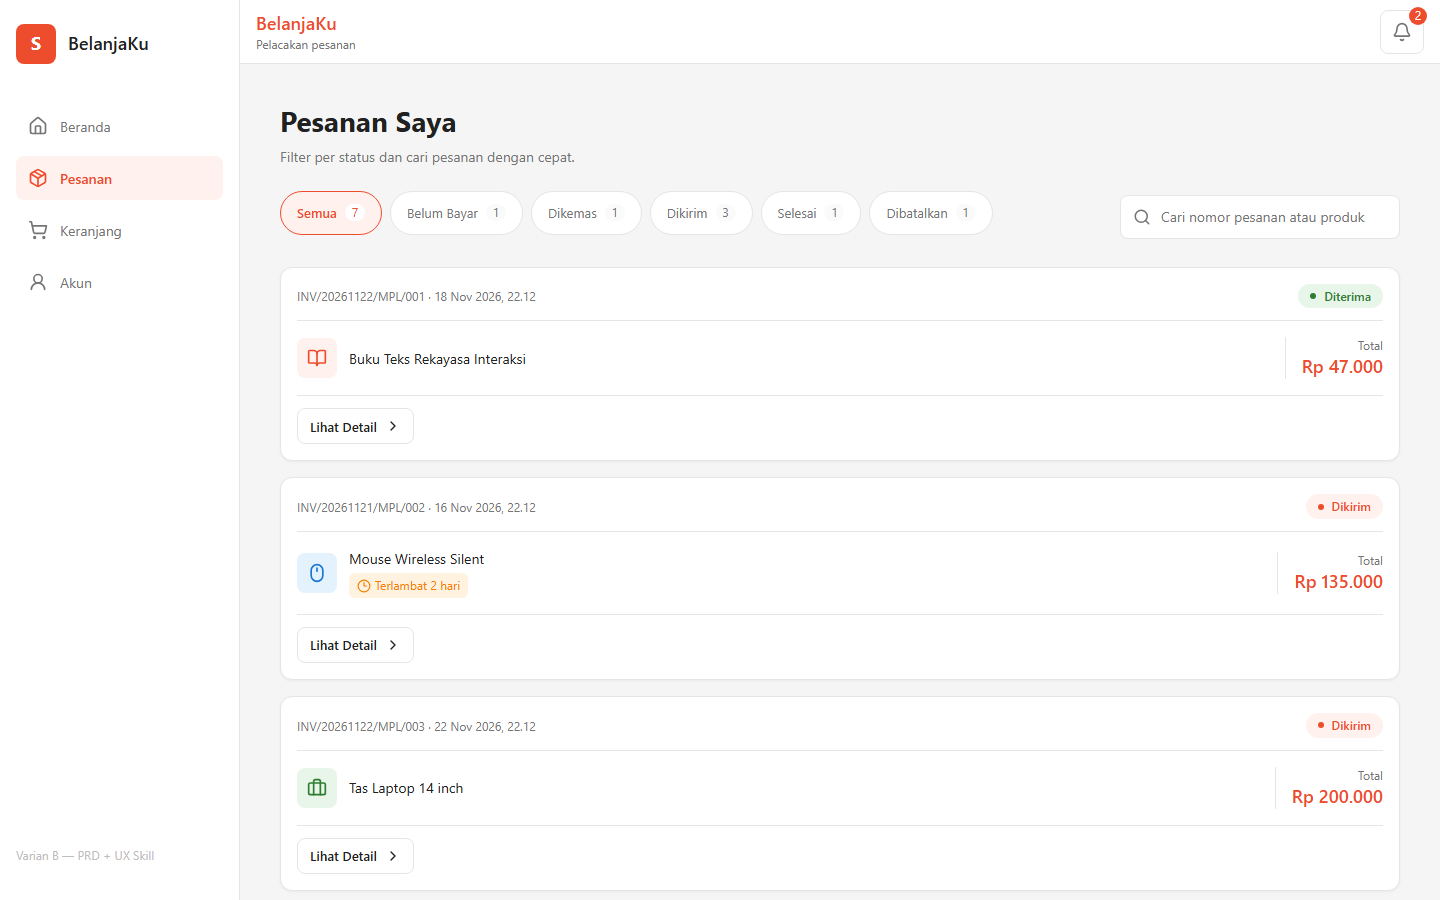 S BelanjaKu
Beranda
Pesanan
Keranjang
Akun
Varian B — PRD + UX Skill
BelanjaKu
Pelacakan pesanan
2
Pesanan Saya
Filter per status dan cari pesanan dengan cepat.
Semua 7 Belum Bayar 1 Dikemas 1 Dikirim 3 Selesai 1 Dibatalkan 1 Cari nomor pesanan atau produk
INV/20261122/MPL/001 · 18 Nov 2026, 22.12 Diterima
Buku Teks Rekayasa Interaksi
Total
Rp 47.000
Lihat Detail
INV/20261121/MPL/002 · 16 Nov 2026, 22.12 Dikirim
Mouse Wireless Silent
Terlambat 2 hari
Total
Rp 135.000
Lihat Detail
INV/20261122/MPL/003 · 22 Nov 2026, 22.12 Dikirim
Tas Laptop 14 inch
Total
Rp 200.000
Lihat Detail